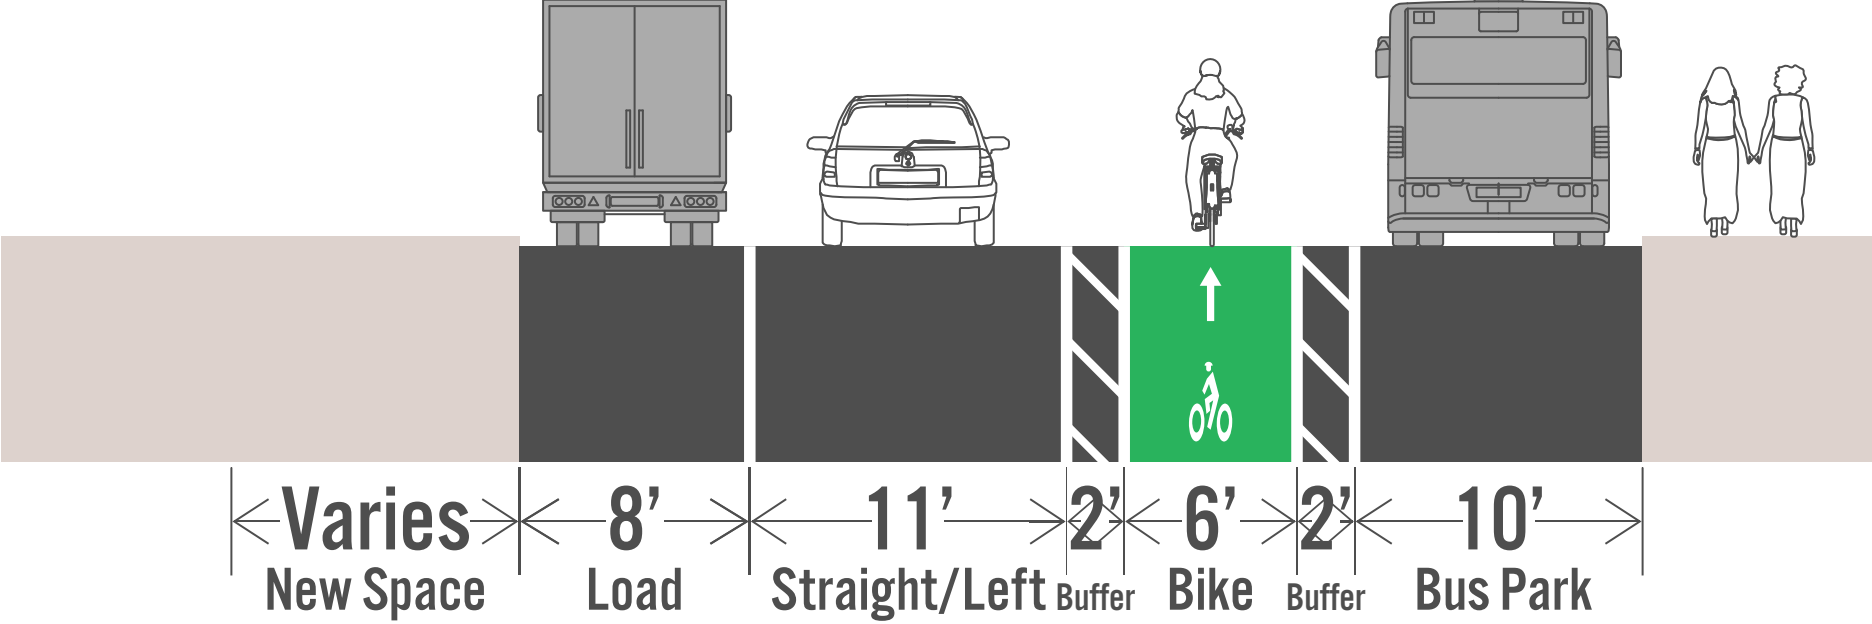 Varies 8’ 11’ 2’ 6’ 2’ 10’
New Space Load Straight/Left Buffer Bike Buffer Bus Park